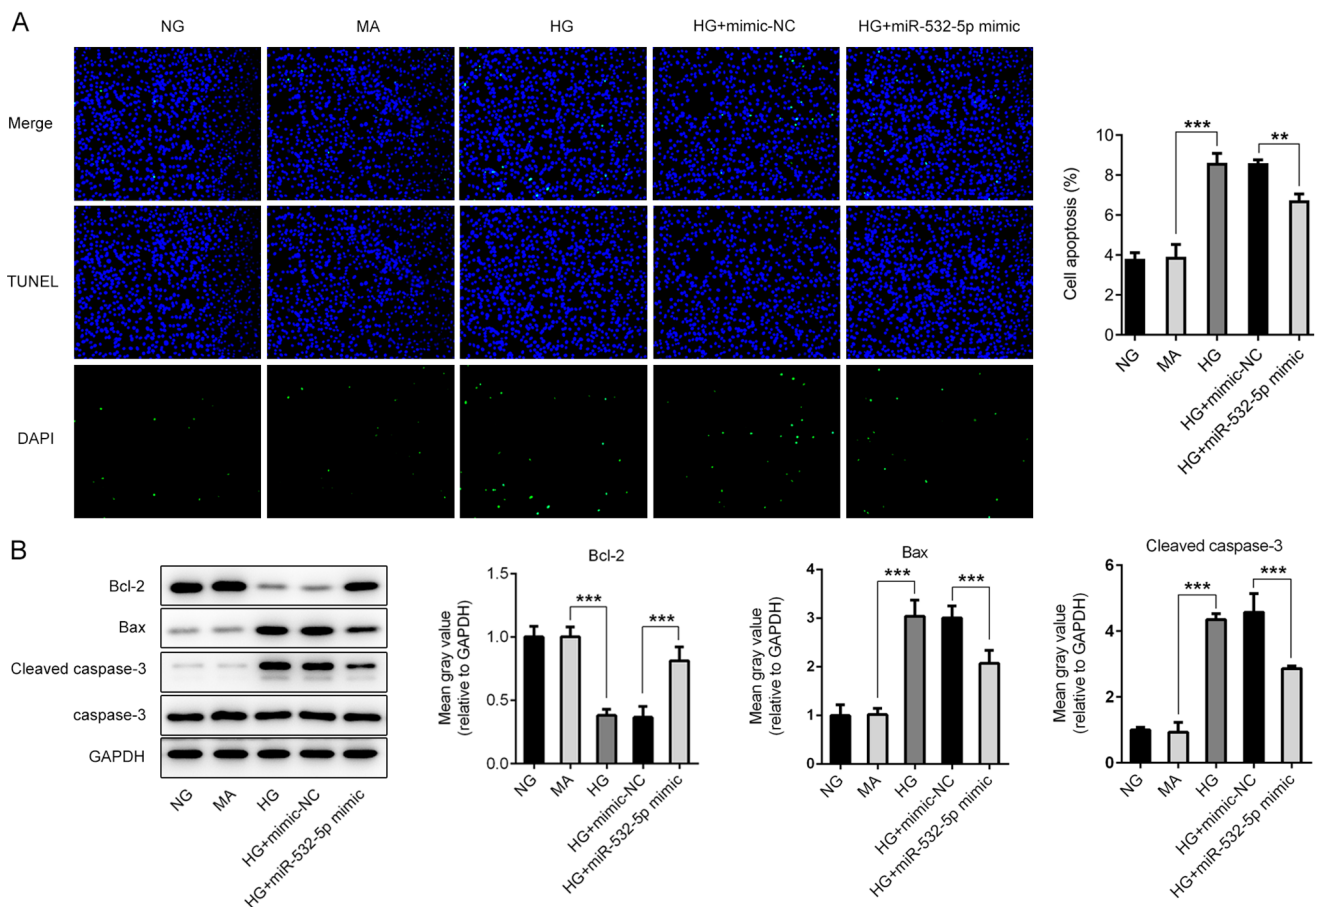 A
NG
MA
HG
HG+mimic-NC
HG+miR-532-5p mimic
Merge
TUNEL
DAPI
Cell apoptosis (%)
10
8
6
4
2
0
***
**
NG
MA
HG
HG+mimic-NC
HG+miR-532-5p mimic
B
Bcl-2
Bax
Cleaved caspase-3
caspase-3
GAPDH
NG
MA
HG
HG+mimic-NC
HG+miR-532-5p mimic
Bcl-2
Mean gray value
(relative to GAPDH)
1.5
1.0
0.5
0.0
***
***
NG
MA
HG
HG+mimic-NC
HG+miR-532-5p mimic
Bax
Mean gray value
(relative to GAPDH)
4
3
2
1
0
***
***
NG
MA
HG
HG+mimic-NC
HG+miR-532-5p mimic
Cleaved caspase-3
Mean gray value
(relative to GAPDH)
6
4
2
0
***
***
NG
MA
HG
HG+mimic-NC
HG+miR-532-5p mimic